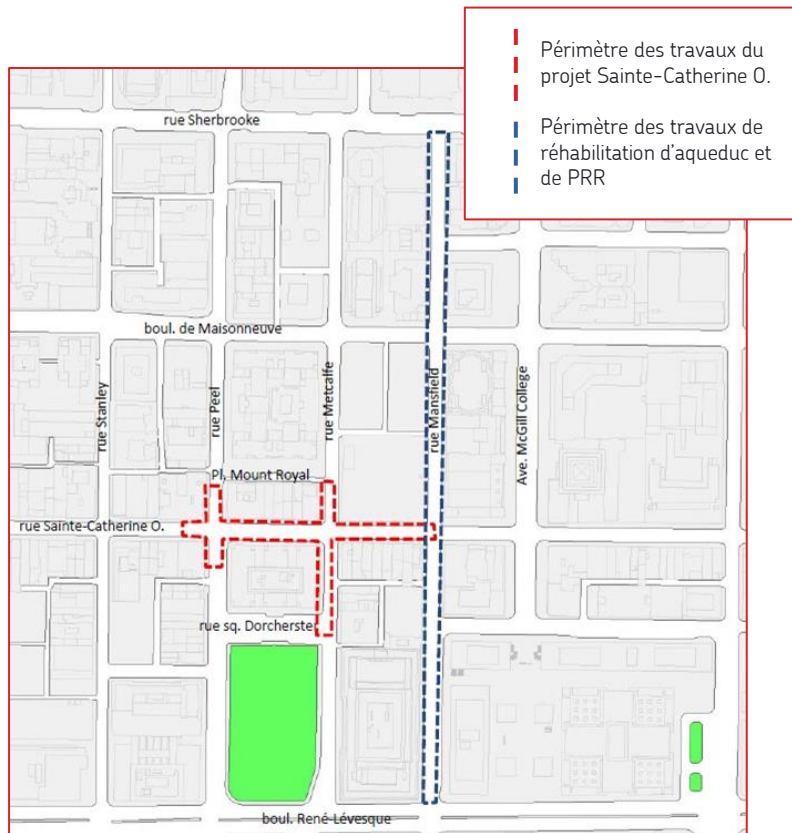 Périmètre des travaux du
projet Sainte-Catherine O.
Périmètre des travaux de
réhabilitation d'aqueduc et
de PRR
rue Sherbrooke
boul. de Maisonneuve
rue Stanley
rue Peel
rue Metcalfe
rue Mansfield
Ave. McGill College
Pl. Mount Royal
rue Sainte-Catherine O.
rue sq. Dorcherster
boul. René-Lévesque